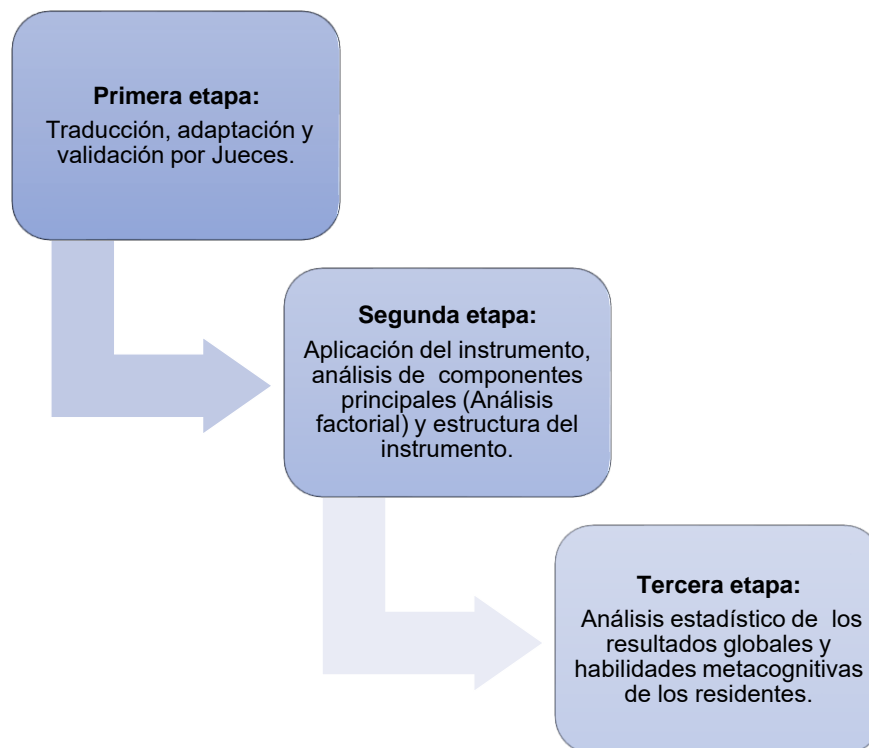 Primera etapa:
Traducción, adaptación y
validación por Jueces.
Segunda etapa:
Aplicación del instrumento,
análisis de  componentes
principales (Análisis
factorial) y estructura del
instrumento.
Tercera etapa:
Análisis estadístico de  los
resultados globales y
habilidades metacognitivas
de los residentes.